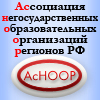 Ассоциация
негосударственных
образовательных
организаций
регионов РФ
АсНООР